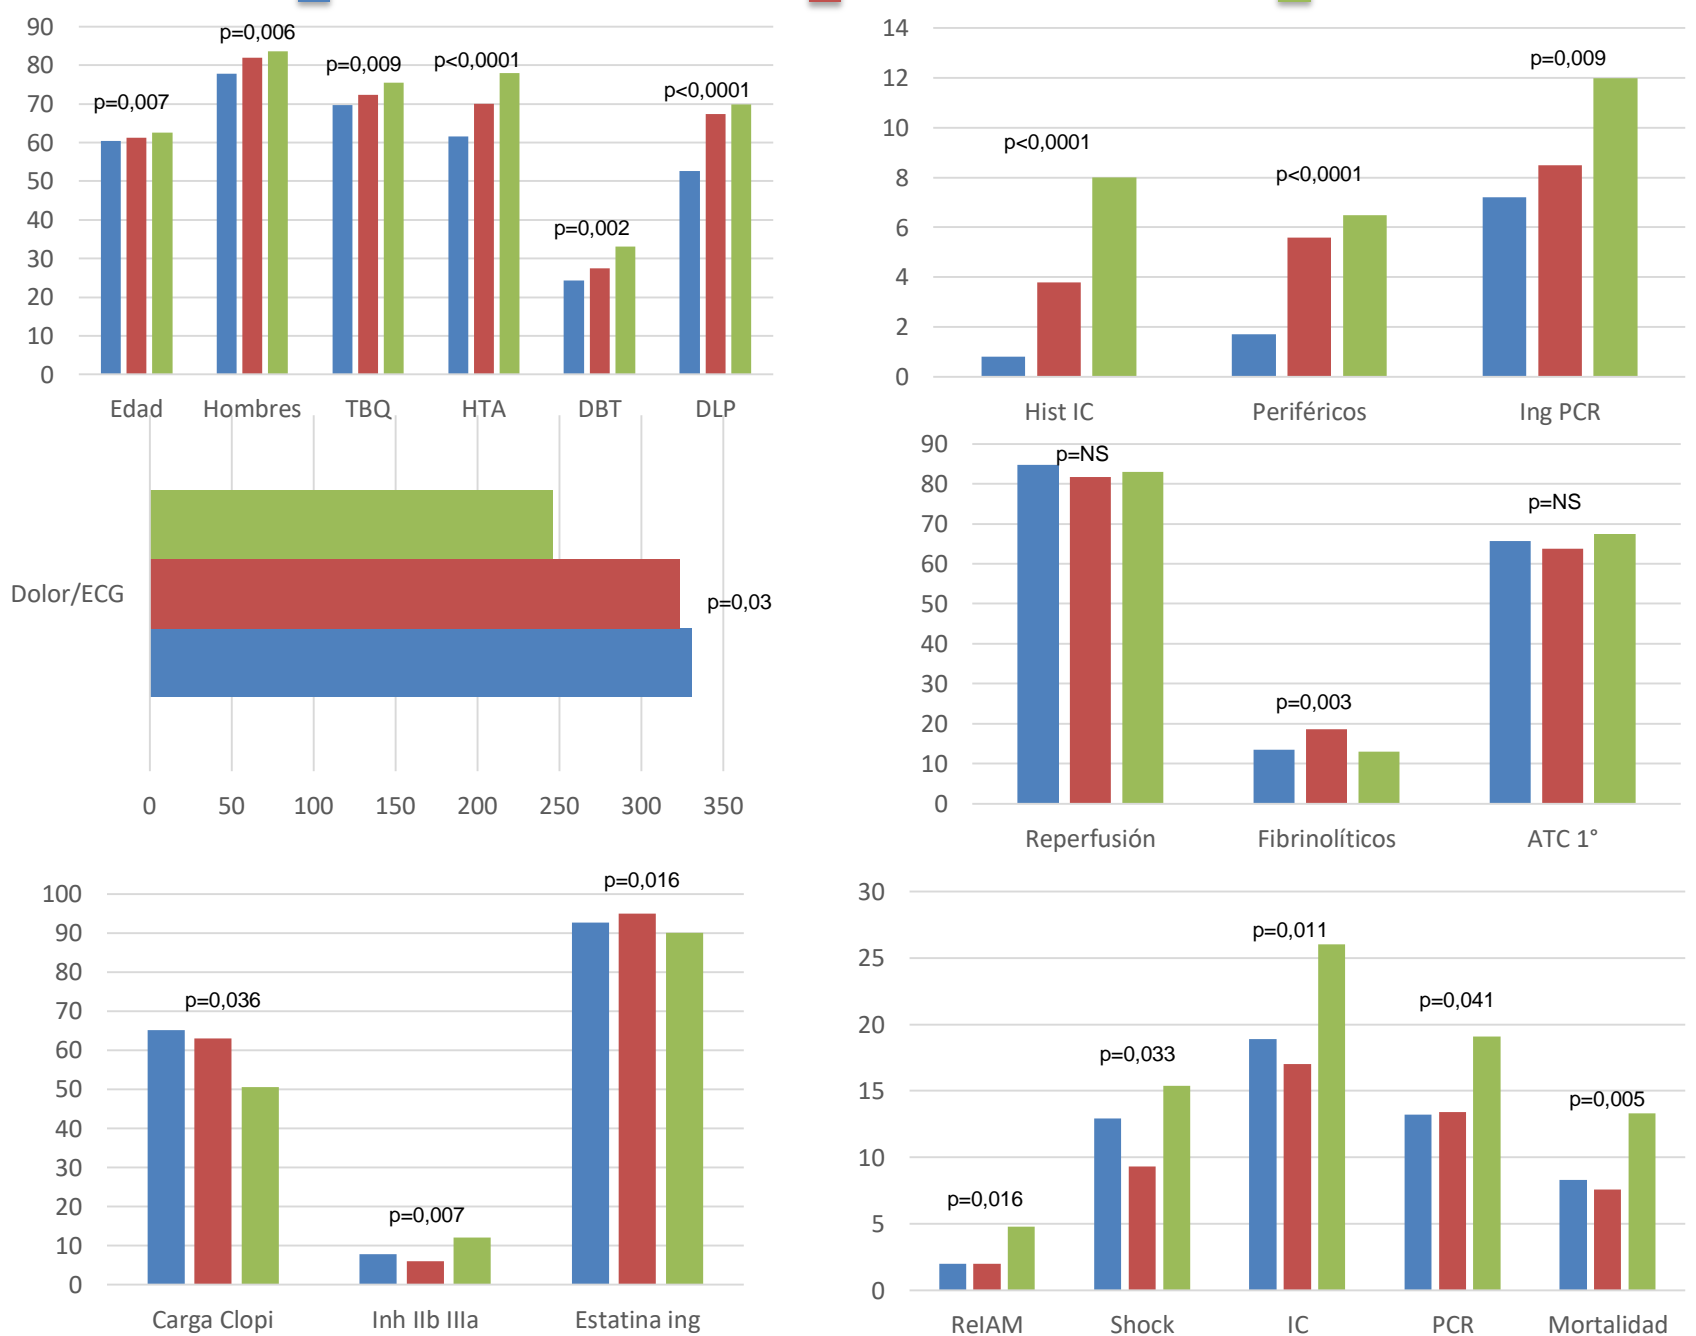 90
80
70
60
50
40
30
20
10
0
p=0,007
p=0,006
p=0,009
p<0,0001
p=0,002
p<0,0001
Edad
Hombres
TBQ
HTA
DBT
DLP
14
12
10
8
6
4
2
0
p<0,0001
p<0,0001
p=0,009
Hist IC
Periféricos
Ing PCR
Dolor/ECG
p=0,03
0
50
100
150
200
250
300
350
90
80
70
60
50
40
30
20
10
0
p=NS
p=0,003
p=NS
Reperfusión
Fibrinolíticos
ATC 1°
100
90
80
70
60
50
40
30
20
10
0
p=0,036
p=0,007
p=0,016
Carga Clopi
Inh IIb IIIa
Estatina ing
30
25
20
15
10
5
0
p=0,016
p=0,033
p=0,011
p=0,041
p=0,005
ReIAM
Shock
IC
PCR
Mortalidad